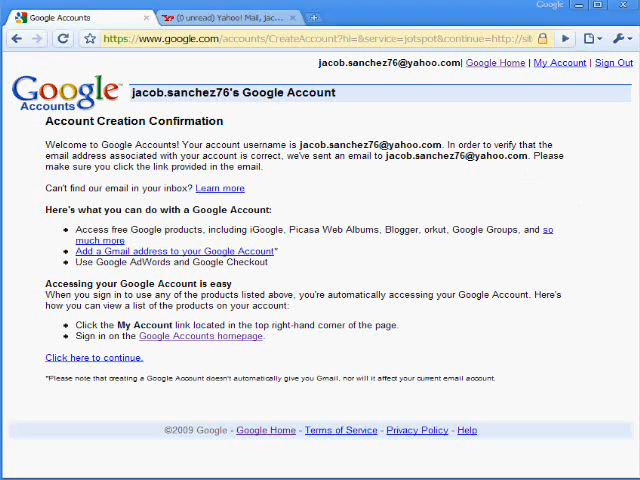 Google
Google Accounts
(0 unread) Yahoo! Mail, jac...
https://www.google.com/accounts/CreateAccount?hl=&service=jotspot&continue=http://sit
jacob.sanchez76@yahoo.com| Google Home | My Account | Sign Out
Google™
Accounts
jacob.sanchez76's Google Account
Account Creation Confirmation
Welcome to Google Accounts! Your account username is jacob.sanchez76@yahoo.com. In order to verify that the
email address associated with your account is correct, we've sent an email to jacob.sanchez76@yahoo.com. Please
make sure you click the link provided in the email.
Can't find our email in your inbox? Learn more
Here's what you can do with a Google Account:
Access free Google products, including iGoogle, Picasa Web Albums, Blogger, orkut, Google Groups, and so
much more
Add a Gmail address to your Google Account*
Use Google AdWords and Google Checkout
Accessing your Google Account is easy
When you sign in to use any of the products listed above, you're automatically accessing your Google Account. Here's
how you can view a list of the products on your account:
Click the My Account link located in the top right-hand corner of the page.
Sign in on the Google Accounts homepage.
Click here to continue.
*Please note that creating a Google Account doesn't automatically give you Gmail, nor will it affect your current email account.
©2009 Google - Google Home - Terms of Service - Privacy Policy - Help